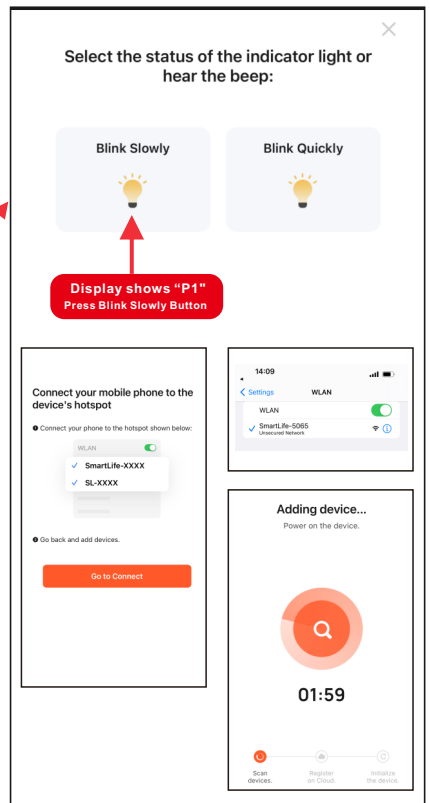 Select the status of the indicator light or
hear the beep:
Blink Slowly
Blink Quickly
Display shows “P1"
Press Blink Slowly Button
Connect your mobile phone to the
device's hotspot
❶ Connect your phone to the hotspot shown below:
WLAN
✓ SmartLife-XXXX
✓ SL-XXXX
❷ Go back and add devices.
Go to Connect
14:09
Settings
WLAN
WLAN
✓ SmartLife-5065
Unsecured Network
Adding device...
Power on the device.
01:59
Scan
devices.
Register
on Cloud.
Initialize
the device.